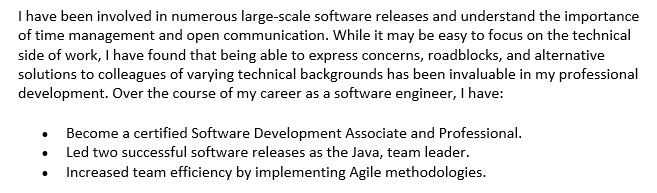 I have been involved in numerous large-scale software releases and understand the importance
of time management and open communication. While it may be easy to focus on the technical
side of work, I have found that being able to express concerns, roadblocks, and alternative
solutions to colleagues of varying technical backgrounds has been invaluable in my professional
development. Over the course of my career as a software engineer, I have:
• Become a certified Software Development Associate and Professional.
• Led two successful software releases as the Java, team leader.
• Increased team efficiency by implementing Agile methodologies.